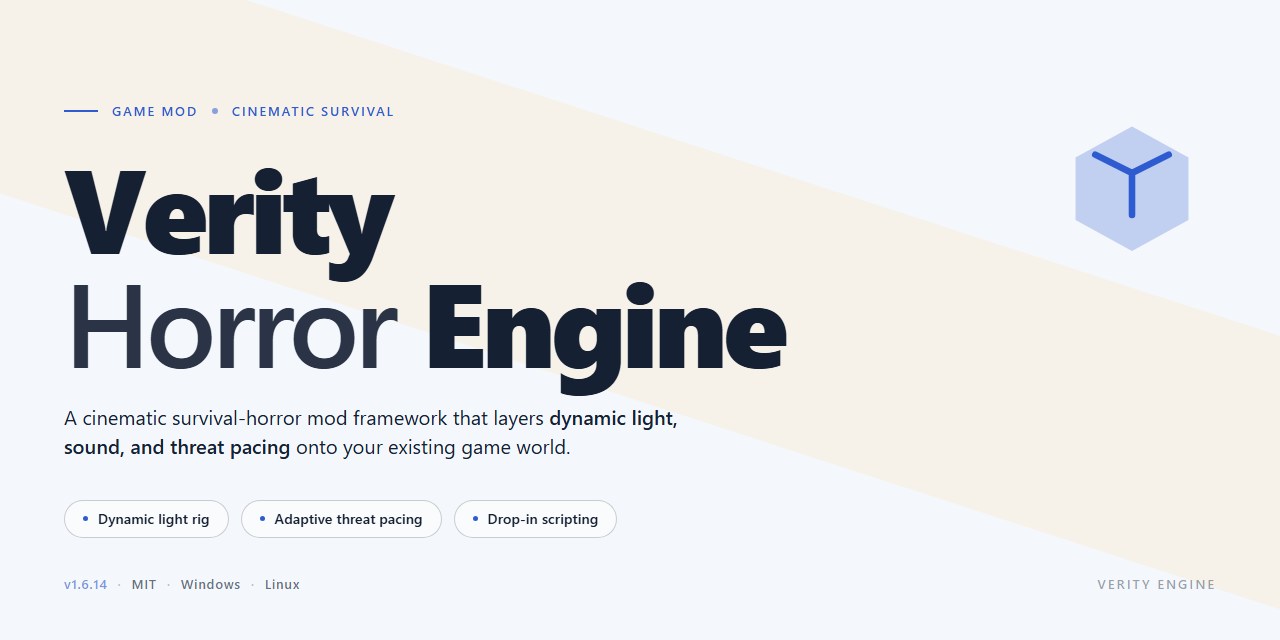 GAME MOD • CINEMATIC SURVIVAL
Verity
Horror Engine
A cinematic survival-horror mod framework that layers dynamic light,
sound, and threat pacing onto your existing game world.
• Dynamic light rig • Adaptive threat pacing • Drop-in scripting
v1.6.14 · MIT · Windows · Linux
VERITY ENGINE